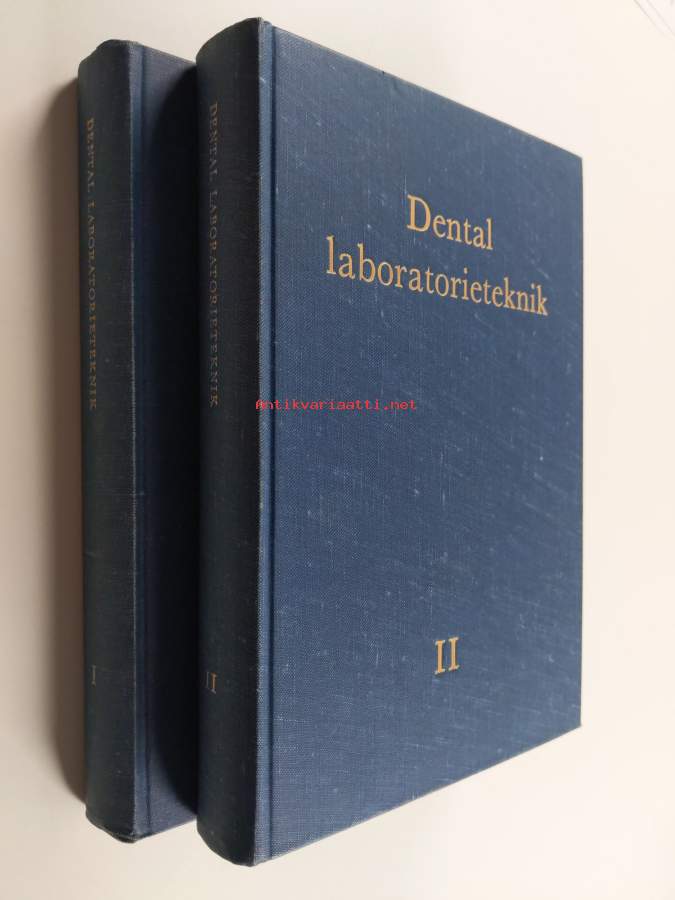 DENTAL LABORATORIETEKNIK
I
DENTAL LABORATORIETEKNIK
II
Dental
laboratorieteknik
II
Antikvariaatti.net